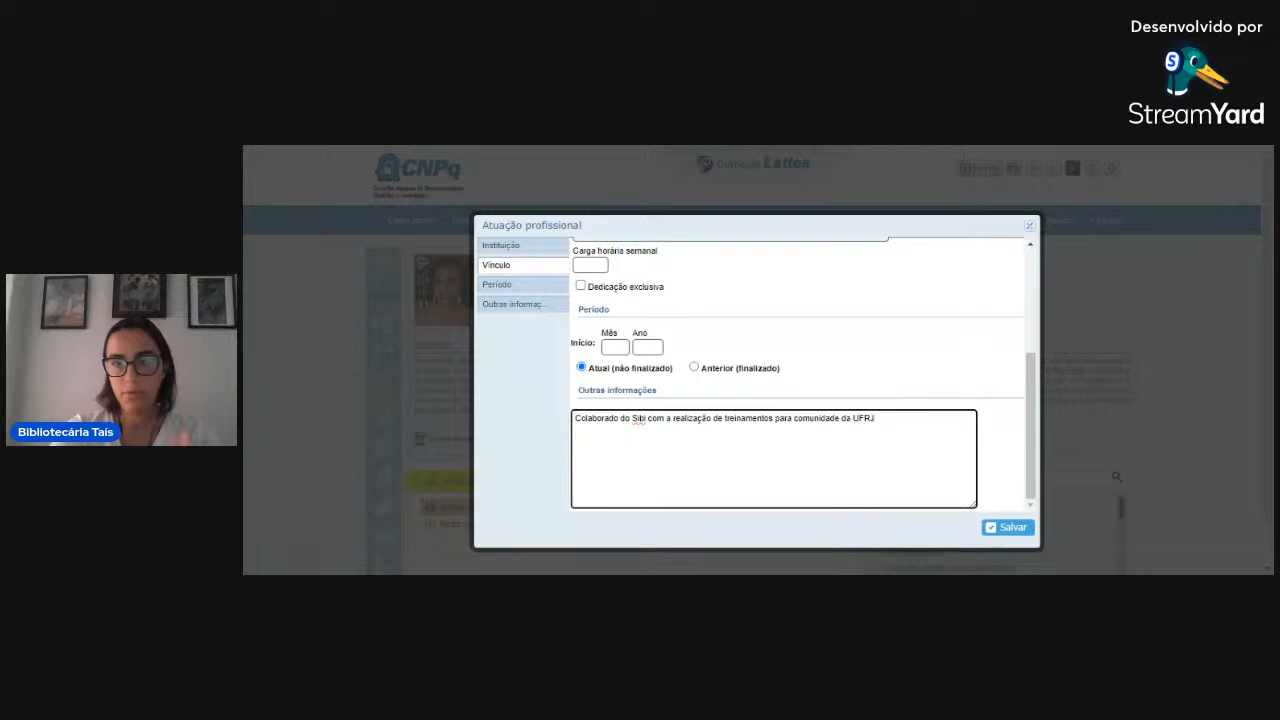 Desenvolvido por
StreamYard
CNPq
Lattes
Atuação profissional
Instituição
Carga horária semanal
Vínculo
Período
Dedicação exclusiva
Outras informaç...
Período
Mês Ano
Início:
Atual (não finalizado) Anterior (finalizado)
Outras informações
Colaborado do Sibi com a realização de treinamentos para comunidade da UFRJ
Bibliotecária Taís
Salvar